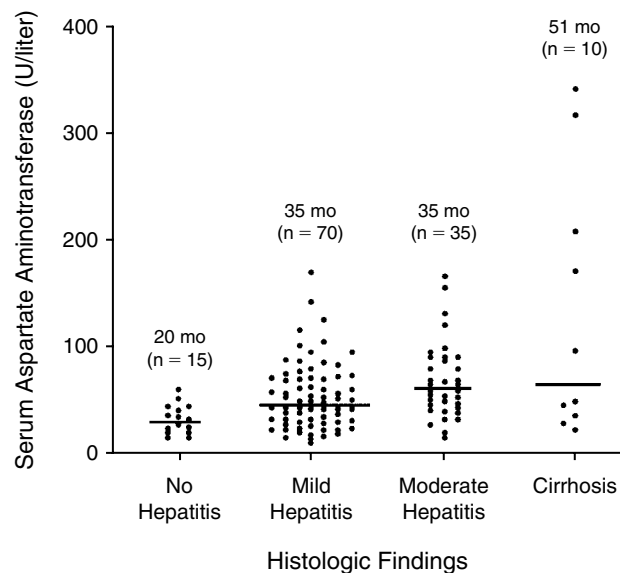 Serum Aspartate Aminotransferase (U/liter)
400
300
200
100
0
20 mo
(n = 15)
35 mo
(n = 70)
35 mo
(n = 35)
51 mo
(n = 10)
No
Hepatitis
Mild
Hepatitis
Moderate
Hepatitis
Cirrhosis
Histologic Findings